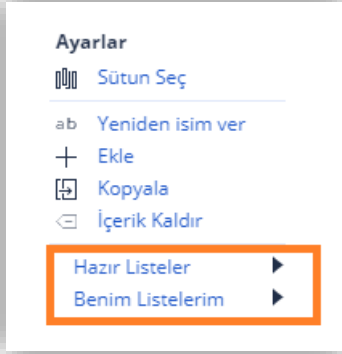 Ayarlar
Sütun Seç
ab Yeniden isim ver
Ekle
Kopyala
İçerik Kaldır
Hazır Listeler
Benim Listelerim